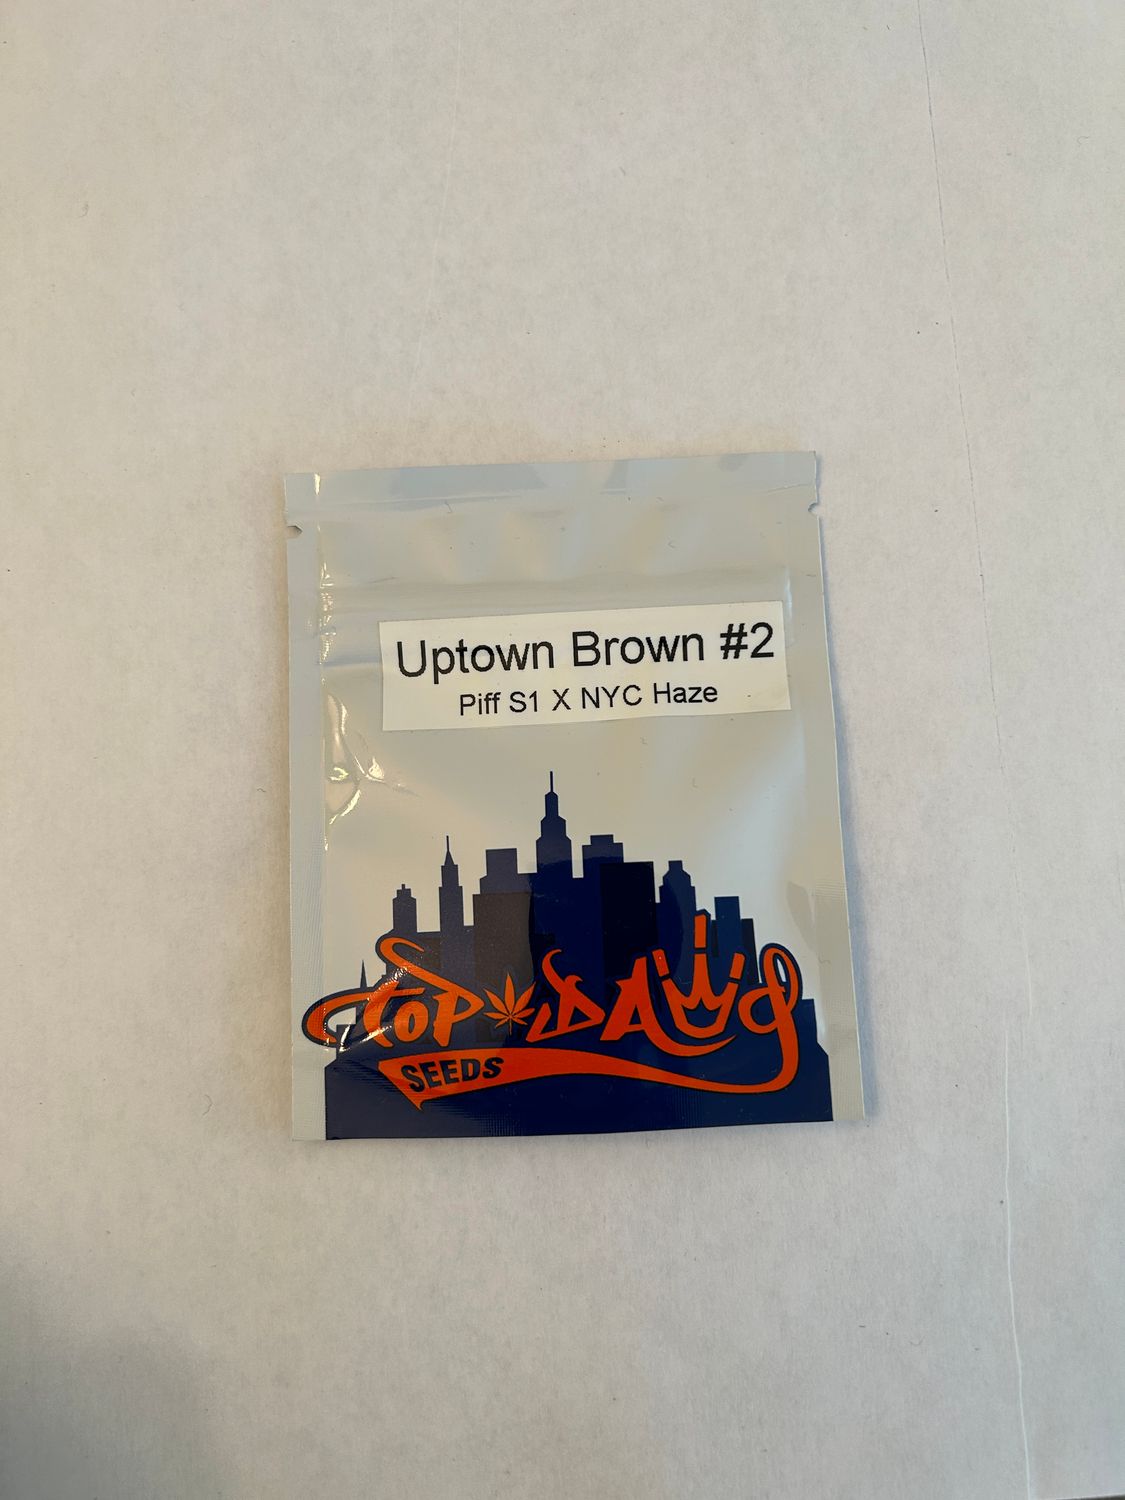 Uptown Brown #2
Piff S1 X NYC Haze
TOP DAWG
SEEDS